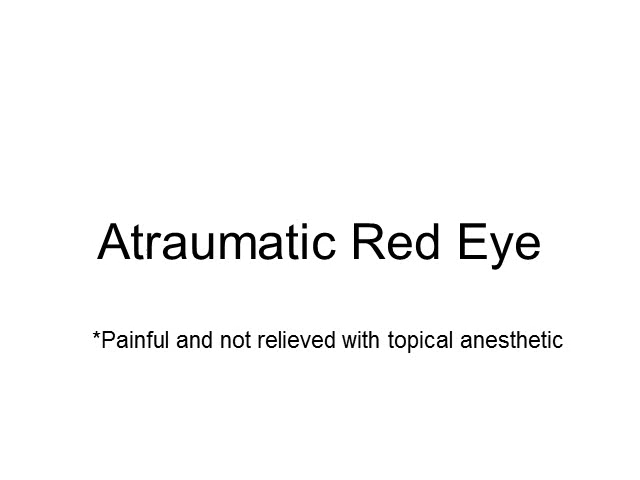 Atraumatic Red Eye
*Painful and not relieved with topical anesthetic